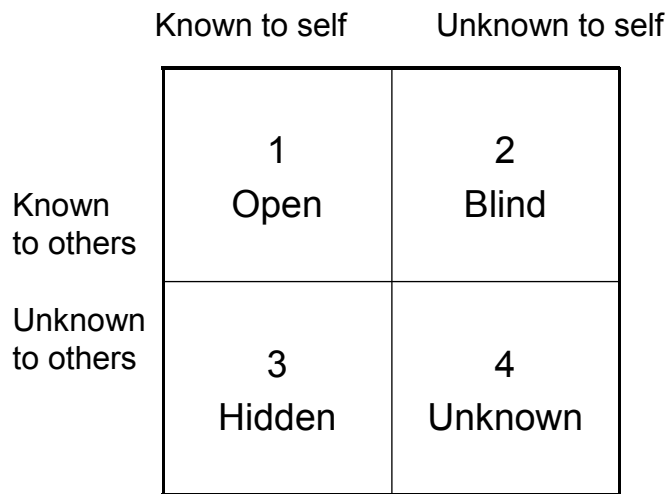 Known to self
Unknown to self
Known
to others
1
Open
2
Blind
Unknown
to others
3
Hidden
4
Unknown